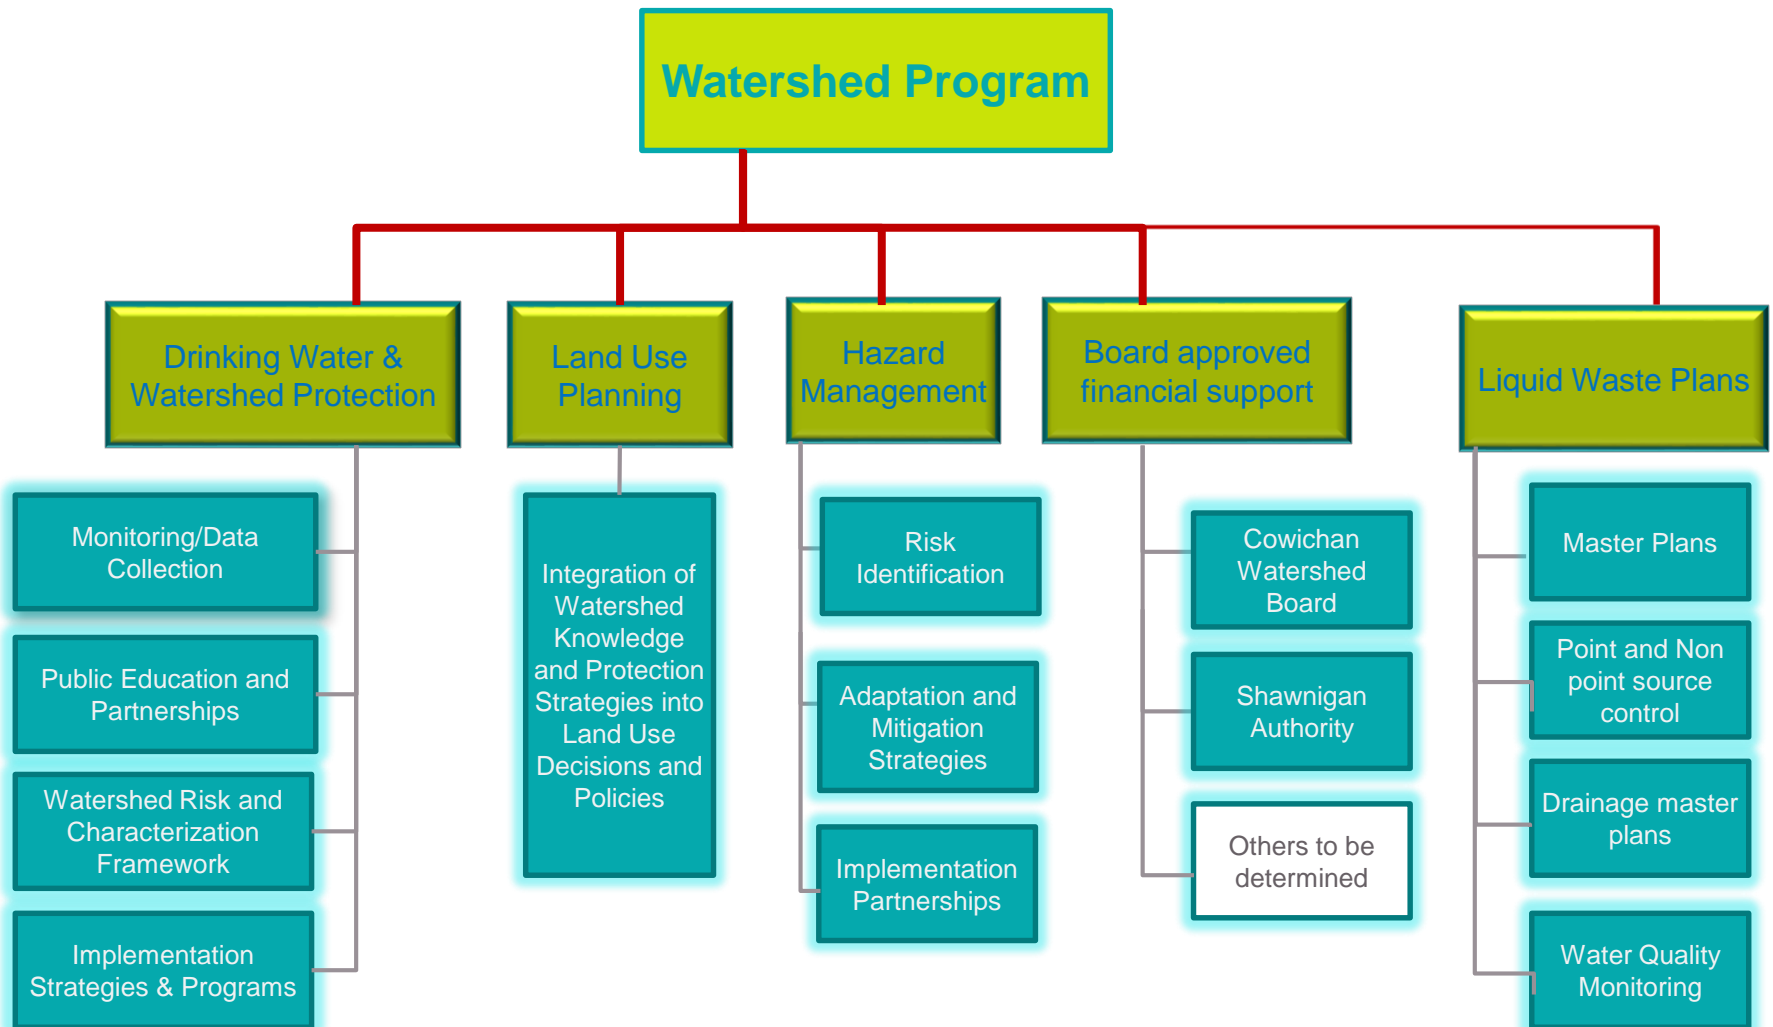 Watershed Program
Drinking Water &
Watershed Protection
Monitoring/Data
Collection
Public Education and
Partnerships
Watershed Risk and
Characterization
Framework
Implementation
Strategies & Programs
Land Use
Planning
Integration of
Watershed
Knowledge
and Protection
Strategies into
Land Use
Decisions and
Policies
Hazard
Management
Risk
Identification
Adaptation and
Mitigation
Strategies
Implementation
Partnerships
Board approved
financial support
Cowichan
Watershed
Board
Shawnigan
Authority
Others to be
determined
Liquid Waste Plans
Master Plans
Point and Non
point source
control
Drainage master
plans
Water Quality
Monitoring